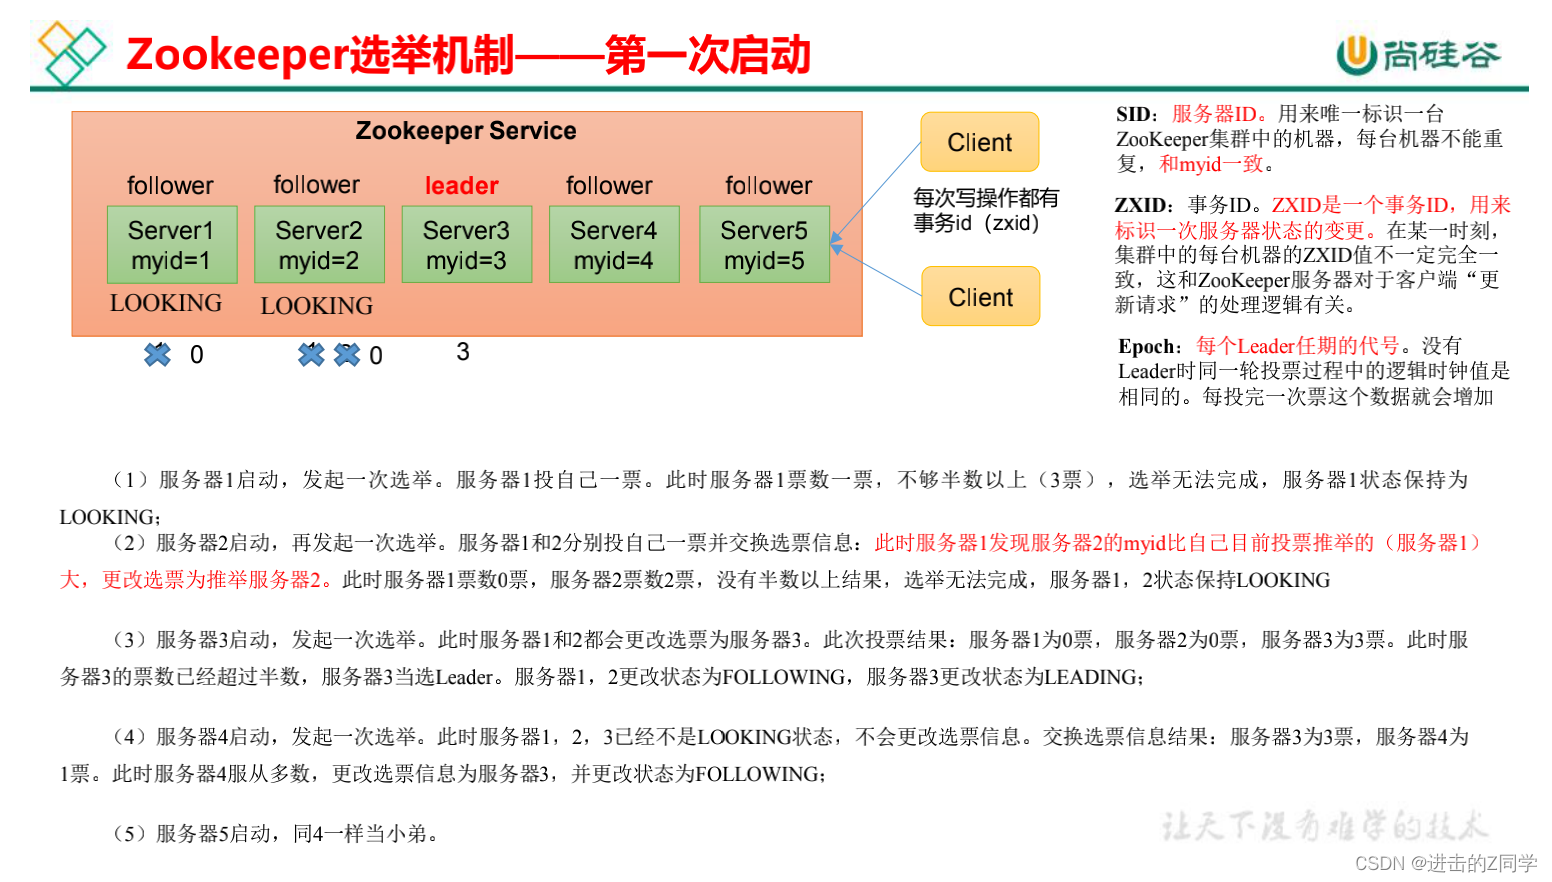 Zookeeper选举机制——第一次启动
尚硅谷
Zookeeper Service
follower
follower
leader
follower
follower
Server1
myid=1
Server2
myid=2
Server3
myid=3
Server4
myid=4
Server5
myid=5
LOOKING
LOOKING
0
0
3
Client
每次写操作都有
事务id（zxid）
Client
SID：服务器ID。用来唯一标识一台
ZooKeeper集群中的机器，每台机器不能重
复，和myid一致。
ZXID：事务ID。ZXID是一个事务ID，用来
标识一次服务器状态的变更。在某一时刻，
集群中的每台机器的ZXID值不一定完全一
致，这和ZooKeeper服务器对于客户端“更
新请求”的处理逻辑有关。
Epoch：每个Leader任期的代号。没有
Leader时同一轮投票过程中的逻辑时钟值是
相同的。每投完一次票这个数据就会增加
（1）服务器1启动，发起一次选举。服务器1投自己一票。此时服务器1票数一票，不够半数以上（3票），选举无法完成，服务器1状态保持为
LOOKING；
（2）服务器2启动，再发起一次选举。服务器1和2分别投自己一票并交换选票信息：此时服务器1发现服务器2的myid比自己目前投票推举的（服务器1）
大，更改选票为推举服务器2。此时服务器1票数0票，服务器2票数2票，没有半数以上结果，选举无法完成，服务器1，2状态保持LOOKING
（3）服务器3启动，发起一次选举。此时服务器1和2都会更改选票为服务器3。此次投票结果：服务器1为0票，服务器2为0票，服务器3为3票。此时服
务器3的票数已经超过半数，服务器3当选Leader。服务器1，2更改状态为FOLLOWING，服务器3更改状态为LEADING；
（4）服务器4启动，发起一次选举。此时服务器1，2，3已经不是LOOKING状态，不会更改选票信息。交换选票信息结果：服务器3为3票，服务器4为
1票。此时服务器4服从多数，更改选票信息为服务器3，并更改状态为FOLLOWING；
（5）服务器5启动，同4一样当小弟。
让天下没有难学的技术
CSDN @进击的Z同学